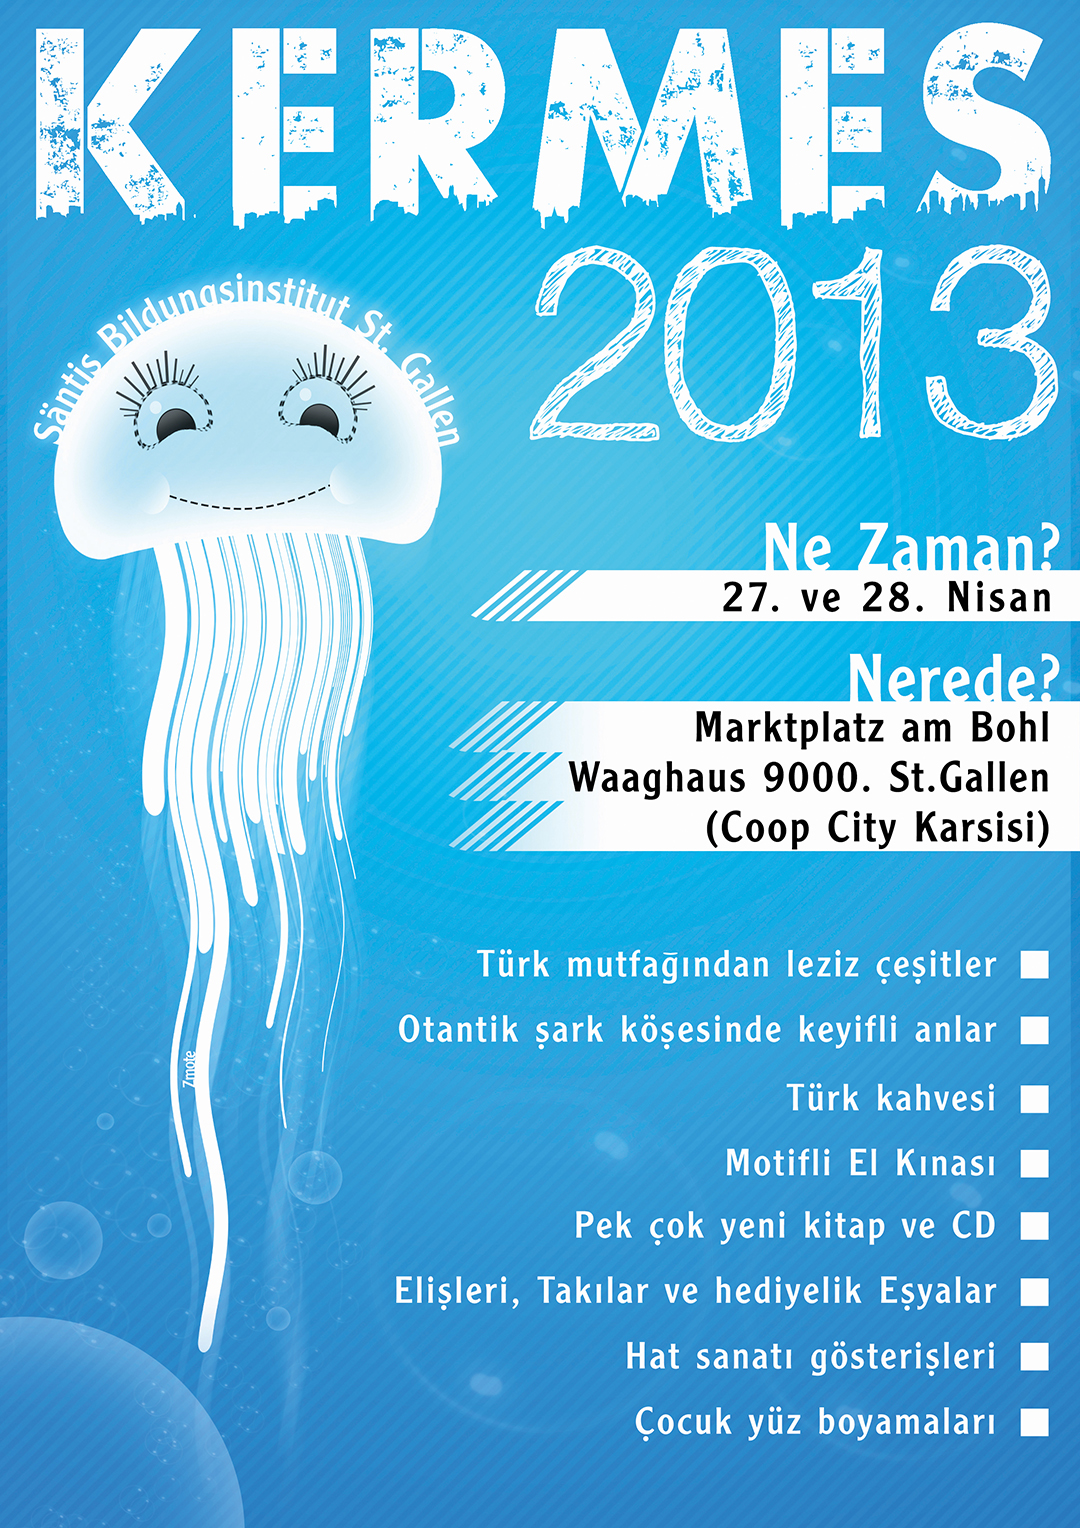 KERMES
2013
Säntis Bildungsinstitut St. Gallen
Ne Zaman?
27. ve 28. Nisan
Nerede?
Marktplatz am Bohl
Waaghaus 9000. St.Gallen
(Coop City Karsisi)
Türk mutfağından leziz çeşitler
Otantik şark köşesinde keyifli anlar
Zmote
Türk kahvesi
Motifli El Kınası
Pek çok yeni kitap ve CD
Elişleri, Takılar ve hediyelik Eşyalar
Hat sanatı gösterişleri
Çocuk yüz boyamaları